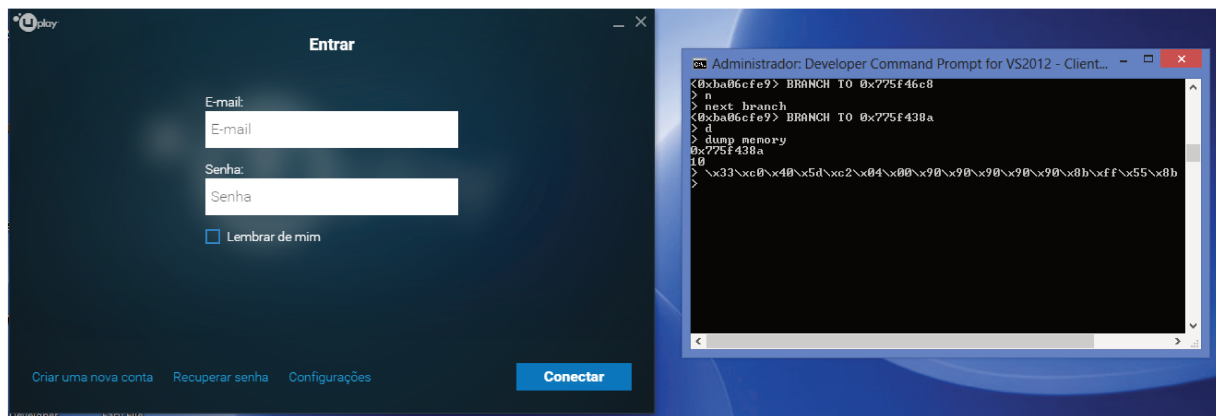 Uplay
Entrar
E-mail:
E-mail
Senha:
Senha
Lembrar de mim
Criar uma nova conta Recuperar senha Configurações Conectar
Administrador: Developer Command Prompt for VS2012 - Client...
<0xba06cfe9> BRANCH TO 0x775f46c8
> n
> next branch
<0xba06cfe9> BRANCH TO 0x775f438a
> d
> dump memory
0x775f438a
10
> \x33\xc0\x40\x5d\xc2\x04\x00\x90\x90\x90\x90\x90\x8b\xff\x55\x8b
>